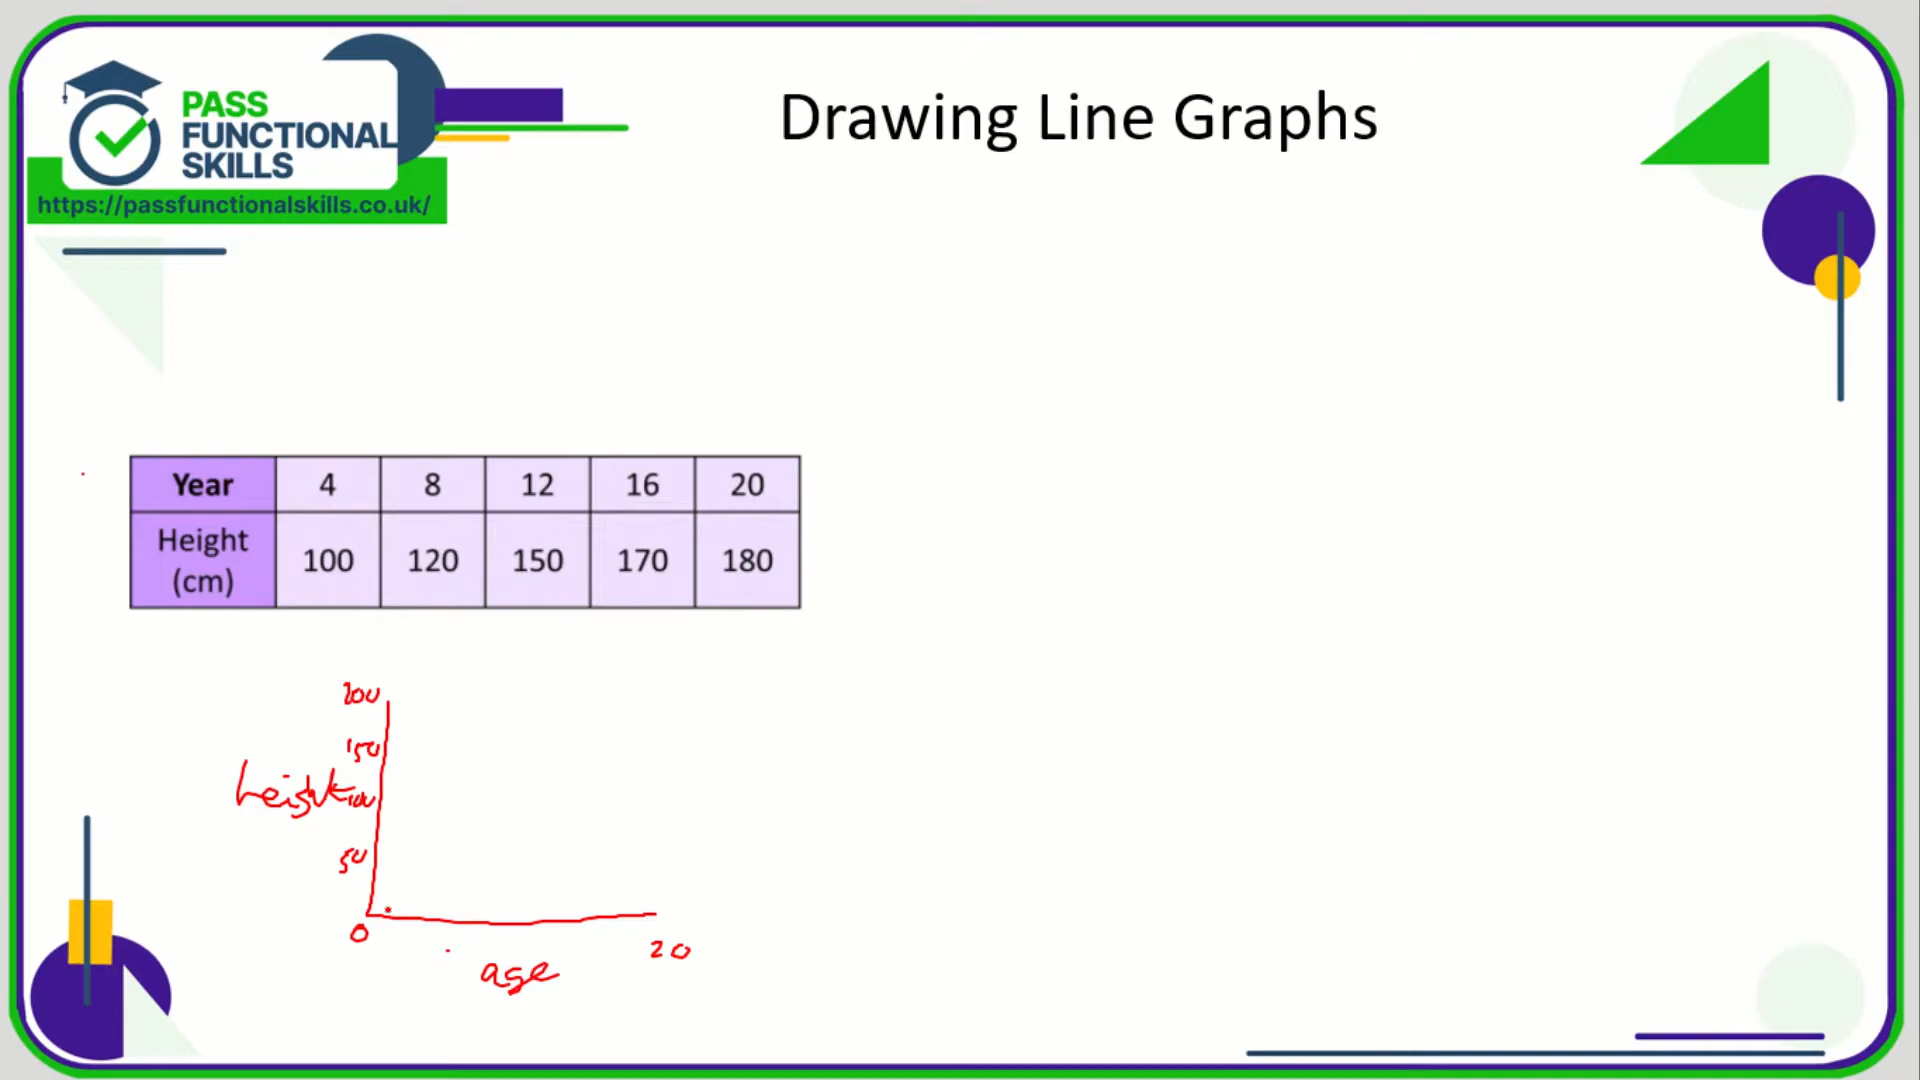 PASS
FUNCTIONAL
SKILLS
https://passfunctionalskills.co.uk/
Drawing Line Graphs
Year 4 8 12 16 20
Height (cm) 100 120 150 170 180
200
150
height 100
50
0 20
age